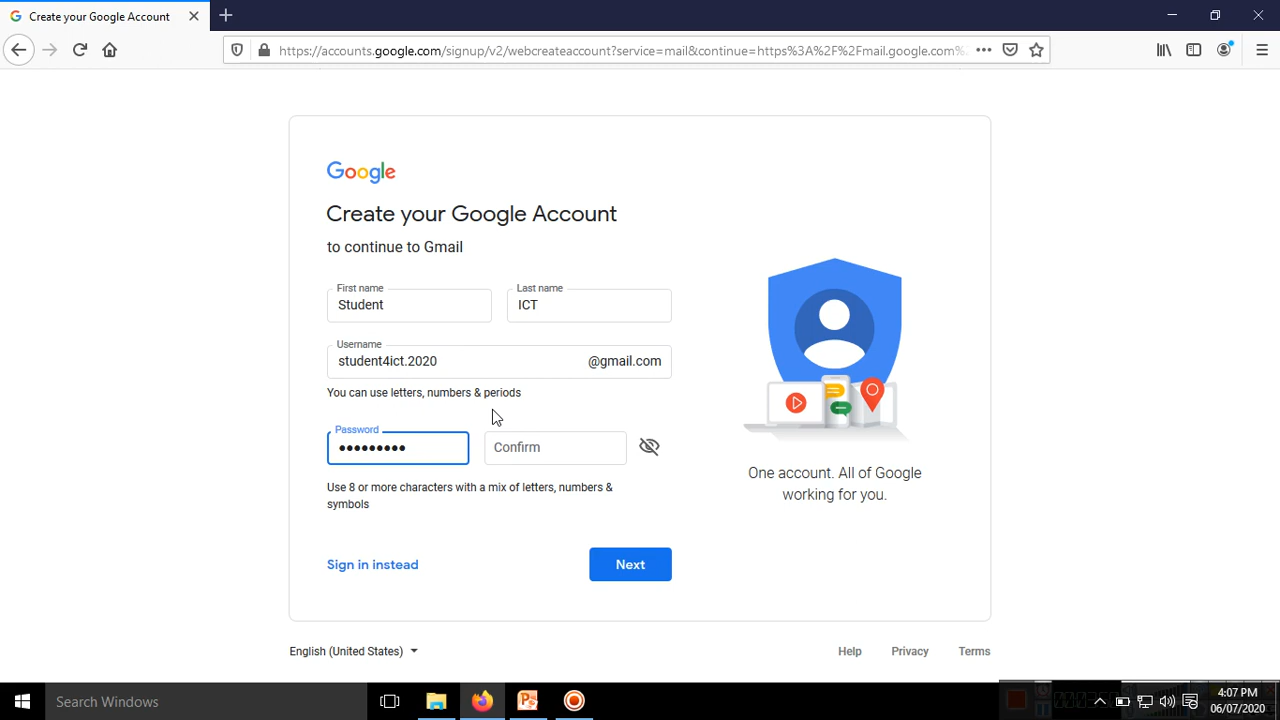 Create your Google Account
https://accounts.google.com/signup/v2/webcreateaccount?service=mail&continue=https%3A%2F%2Fmail.google.com%
Google
Create your Google Account
to continue to Gmail
First name
Student
Last name
ICT
Username
student4ict.2020
@gmail.com
You can use letters, numbers & periods
Password
•••••••••
Confirm
Use 8 or more characters with a mix of letters, numbers &
symbols
Sign in instead
Next
One account. All of Google
working for you.
English (United States)
Help
Privacy
Terms
Search Windows
4:07 PM
06/07/2020